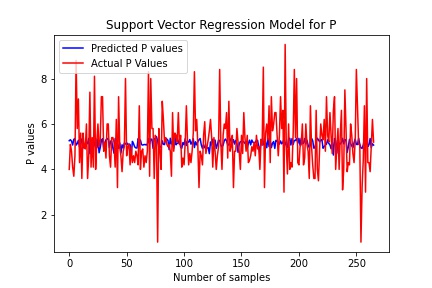 Support Vector Regression Model for P
Predicted P values
Actual P Values
8
6
4
2
P values
0
50
100
150
200
250
Number of samples